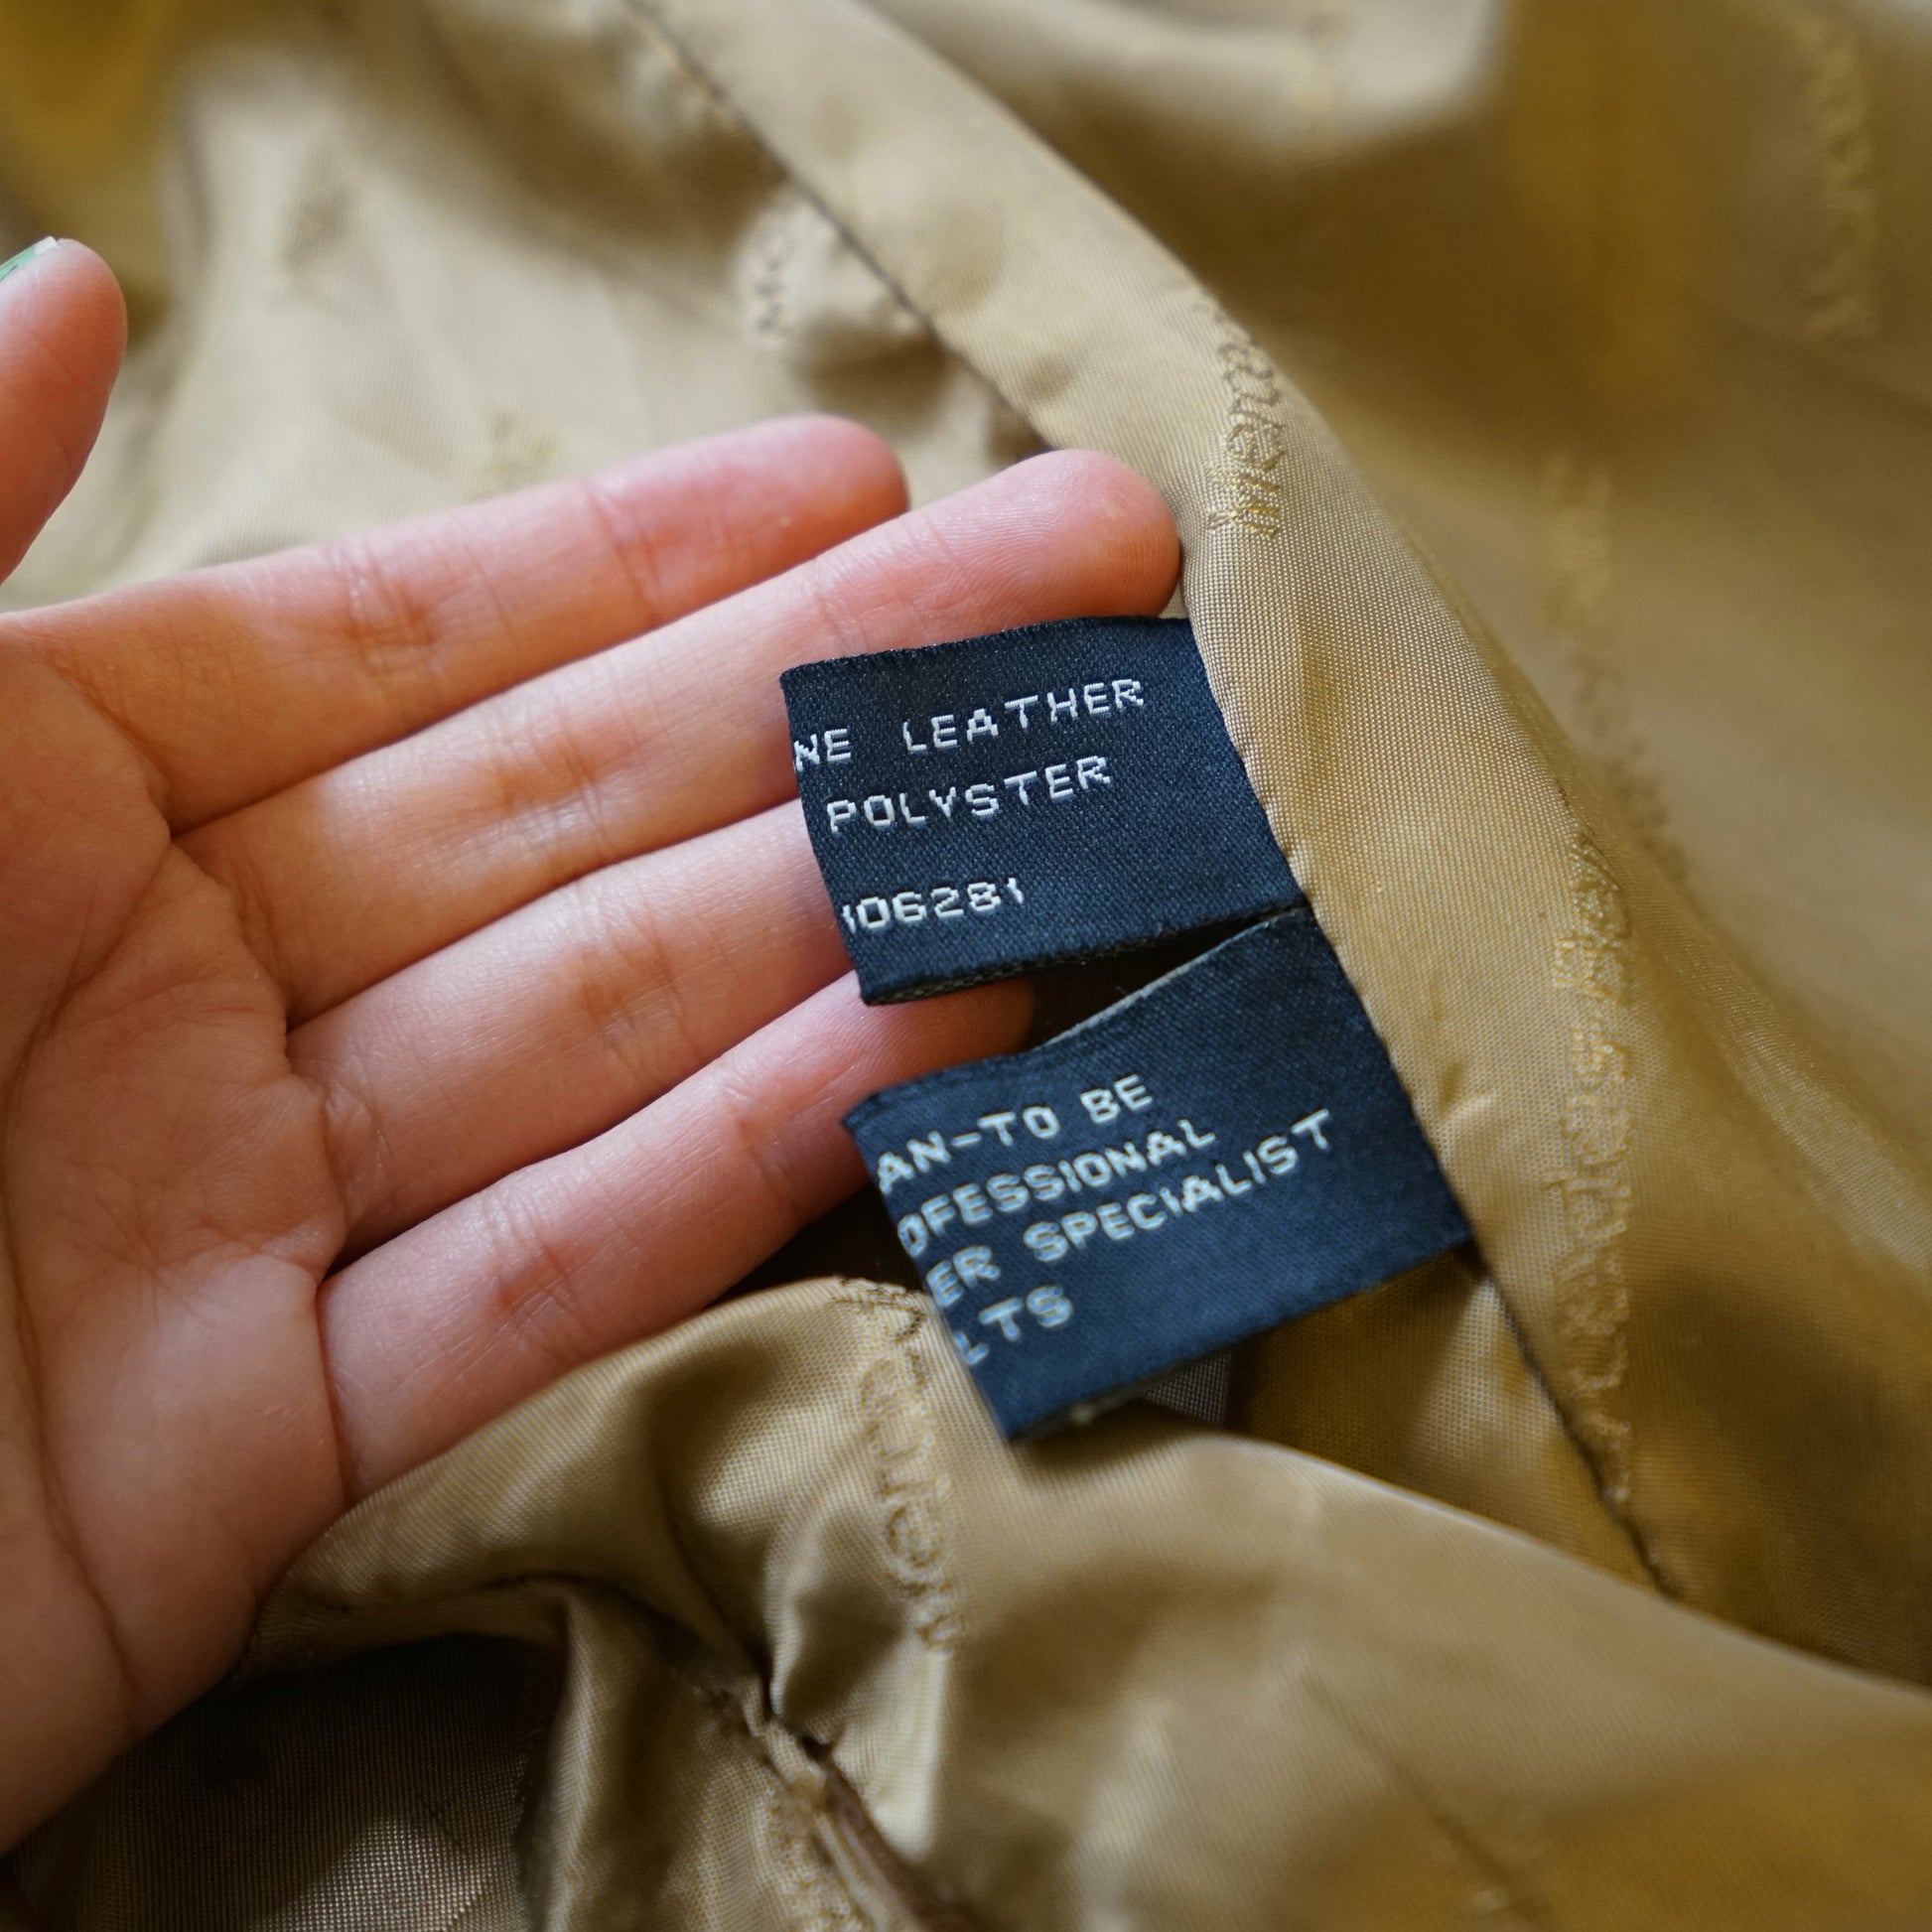 NE LEATHER
POLYSTER
106281
AN-TO BE
OFESSIONAL
ER SPECIALIST
LTS